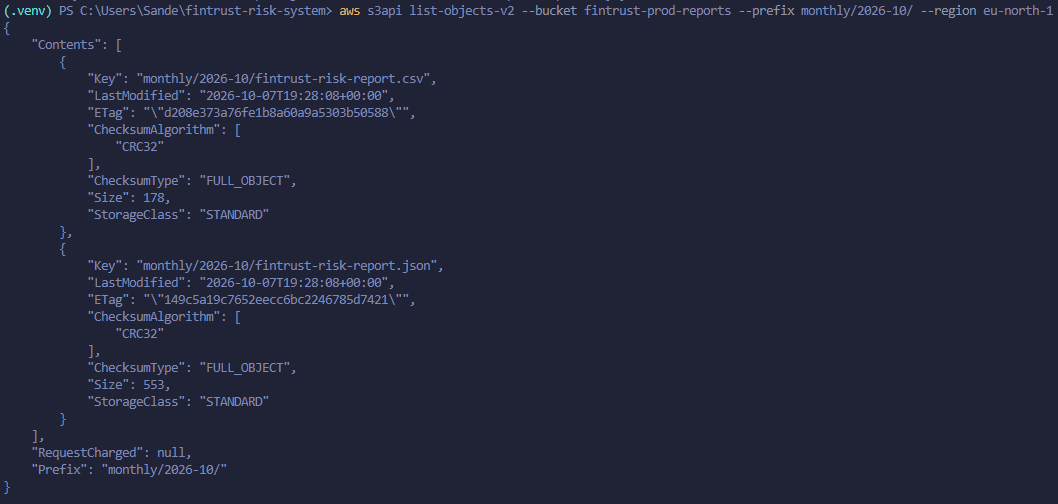 (.venv) PS C:\Users\Sande\fintrust-risk-system> aws s3api list-objects-v2 --bucket fintrust-prod-reports --prefix monthly/2026-10/ --region eu-north-1
{
    "Contents": [
        {
            "Key": "monthly/2026-10/fintrust-risk-report.csv",
            "LastModified": "2026-10-07T19:28:08+00:00",
            "ETag": "\"d208e373a76fe1b8a60a9a5303b50588\"",
            "ChecksumAlgorithm": [
                "CRC32"
            ],
            "ChecksumType": "FULL_OBJECT",
            "Size": 178,
            "StorageClass": "STANDARD"
        },
        {
            "Key": "monthly/2026-10/fintrust-risk-report.json",
            "LastModified": "2026-10-07T19:28:08+00:00",
            "ETag": "\"149c5a19c7652eecc6bc2246785d7421\"",
            "ChecksumAlgorithm": [
                "CRC32"
            ],
            "ChecksumType": "FULL_OBJECT",
            "Size": 553,
            "StorageClass": "STANDARD"
        }
    ],
    "RequestCharged": null,
    "Prefix": "monthly/2026-10/"
}